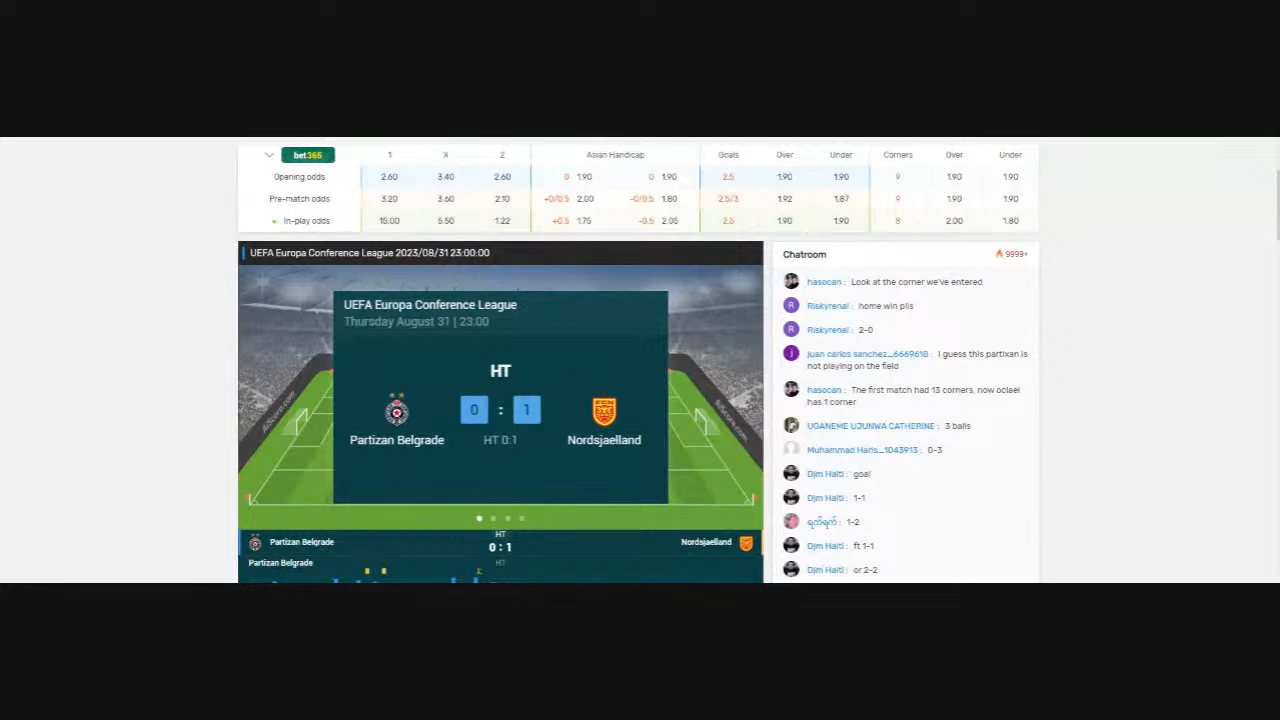 bet365 1 X 2 Asian Handicap Goals Over Under Corners Over Under
Opening odds 2.60 3.40 2.60 0 1.90 0 1.90 2.5 1.90 1.90 9 1.90 1.90
Pre-match odds 3.20 3.60 2.10 +0/0.5 2.00 -0/0.5 1.80 2.5/3 1.92 1.87 9 1.90 1.90
In-play odds 15.00 5.50 1.22 +0.5 1.75 -0.5 2.05 2.5 1.90 1.90 8 2.00 1.80
UEFA Europa Conference League 2023/08/31 23:00:00
UEFA Europa Conference League
Thursday August 31 | 23:00
HT
0 : 1
Partizan Belgrade HT 0:1 Nordsjaelland
AiScore.com
AiScore.com
HT
Partizan Belgrade 0 : 1 Nordsjaelland
Partizan Belgrade HT
Chatroom 9999+
hasocan : Look at the corner we've entered
R Riskyrenal : home win plis
R Riskyrenal : 2-0
j juan carlos sanchez_6669618 : I guess this partixan is
not playing on the field
hasocan : The first match had 13 corners, now oclael
has 1 corner
UGANEME UJUNWA CATHERINE : 3 balls
Muhammad Haris_1043913 : 0-3
Djm Haiti : goal
Djm Haiti : 1-1
ရက်ရက် : 1-2
Djm Haiti : ft 1-1
Djm Haiti : or 2-2